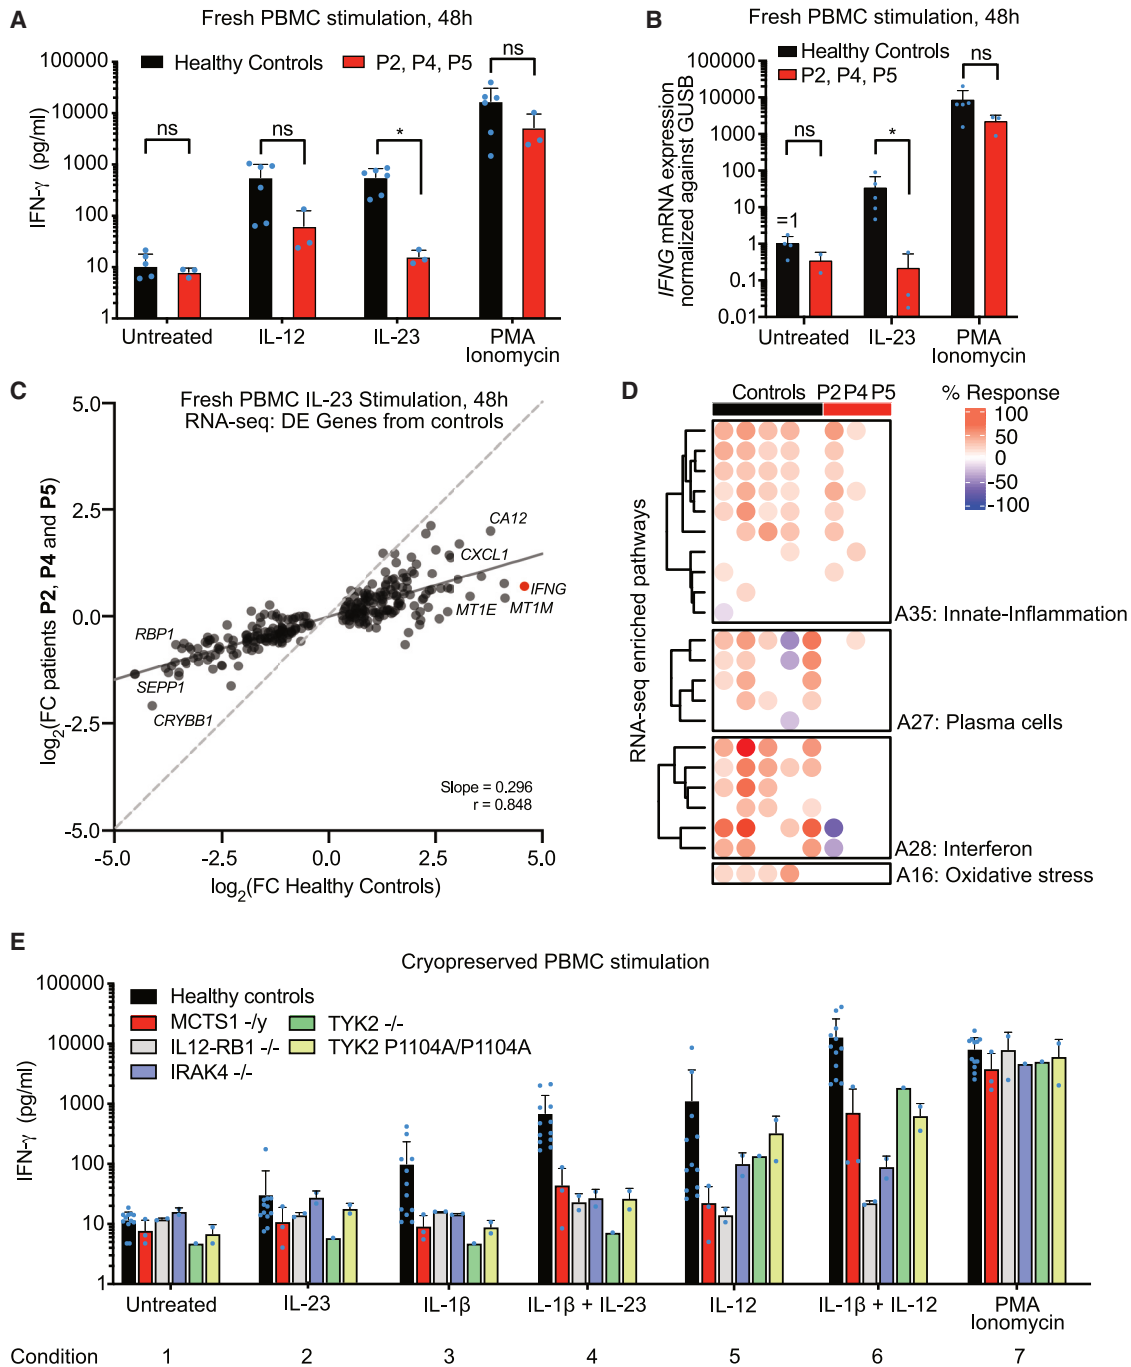 A
Fresh PBMC stimulation, 48h
Healthy Controls
P2, P4, P5
IFN-γ (pg/ml)
100000
10000
1000
100
10
1
ns
ns
*
ns
Untreated
IL-12
IL-23
PMA
Ionomycin
B
Fresh PBMC stimulation, 48h
Healthy Controls
P2, P4, P5
IFNG mRNA expression
normalized against GUSB
100000
10000
1000
100
10
1
0.1
0.01
ns
=1
*
ns
Untreated
IL-23
PMA
Ionomycin
C
Fresh PBMC IL-23 Stimulation, 48h
RNA-seq: DE Genes from controls
log2(FC patients P2, P4 and P5)
5.0
2.5
0.0
-2.5
-5.0
CA12
CXCL1
IFNG
MT1E
MT1M
RBP1
SEPP1
CRYBB1
Slope = 0.296
r = 0.848
-5.0
-2.5
0.0
2.5
5.0
log2(FC Healthy Controls)
D
Controls
P2 P4 P5
% Response
100
50
0
-50
-100
RNA-seq enriched pathways
A35: Innate-Inflammation
A27: Plasma cells
A28: Interferon
A16: Oxidative stress
E
Cryopreserved PBMC stimulation
Healthy controls
MCTS1 -/y
IL12-RB1 -/-
IRAK4 -/-
TYK2 -/-
TYK2 P1104A/P1104A
IFN-γ (pg/ml)
100000
10000
1000
100
10
1
Untreated
IL-23
IL-1β
IL-1β + IL-23
IL-12
IL-1β + IL-12
PMA
Ionomycin
Condition
1
2
3
4
5
6
7